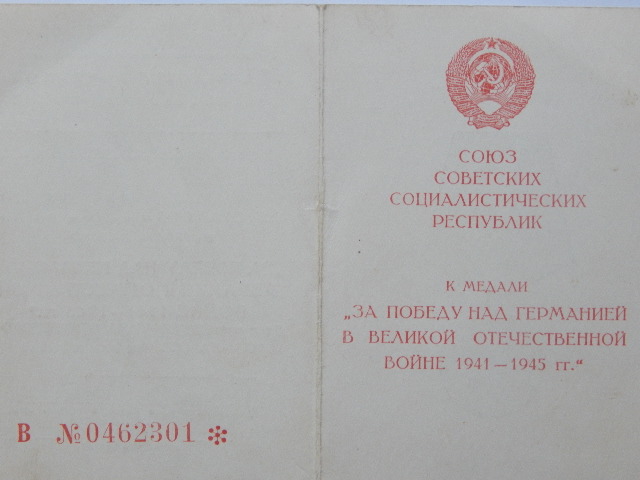 СОЮЗ
СОВЕТСКИХ
СОЦИАЛИСТИЧЕСКИХ
РЕСПУБЛИК
К МЕДАЛИ
„ЗА ПОБЕДУ НАД ГЕРМАНИЕЙ
В ВЕЛИКОЙ ОТЕЧЕСТВЕННОЙ
ВОЙНЕ 1941 — 1945 гг."
В №0462301 *